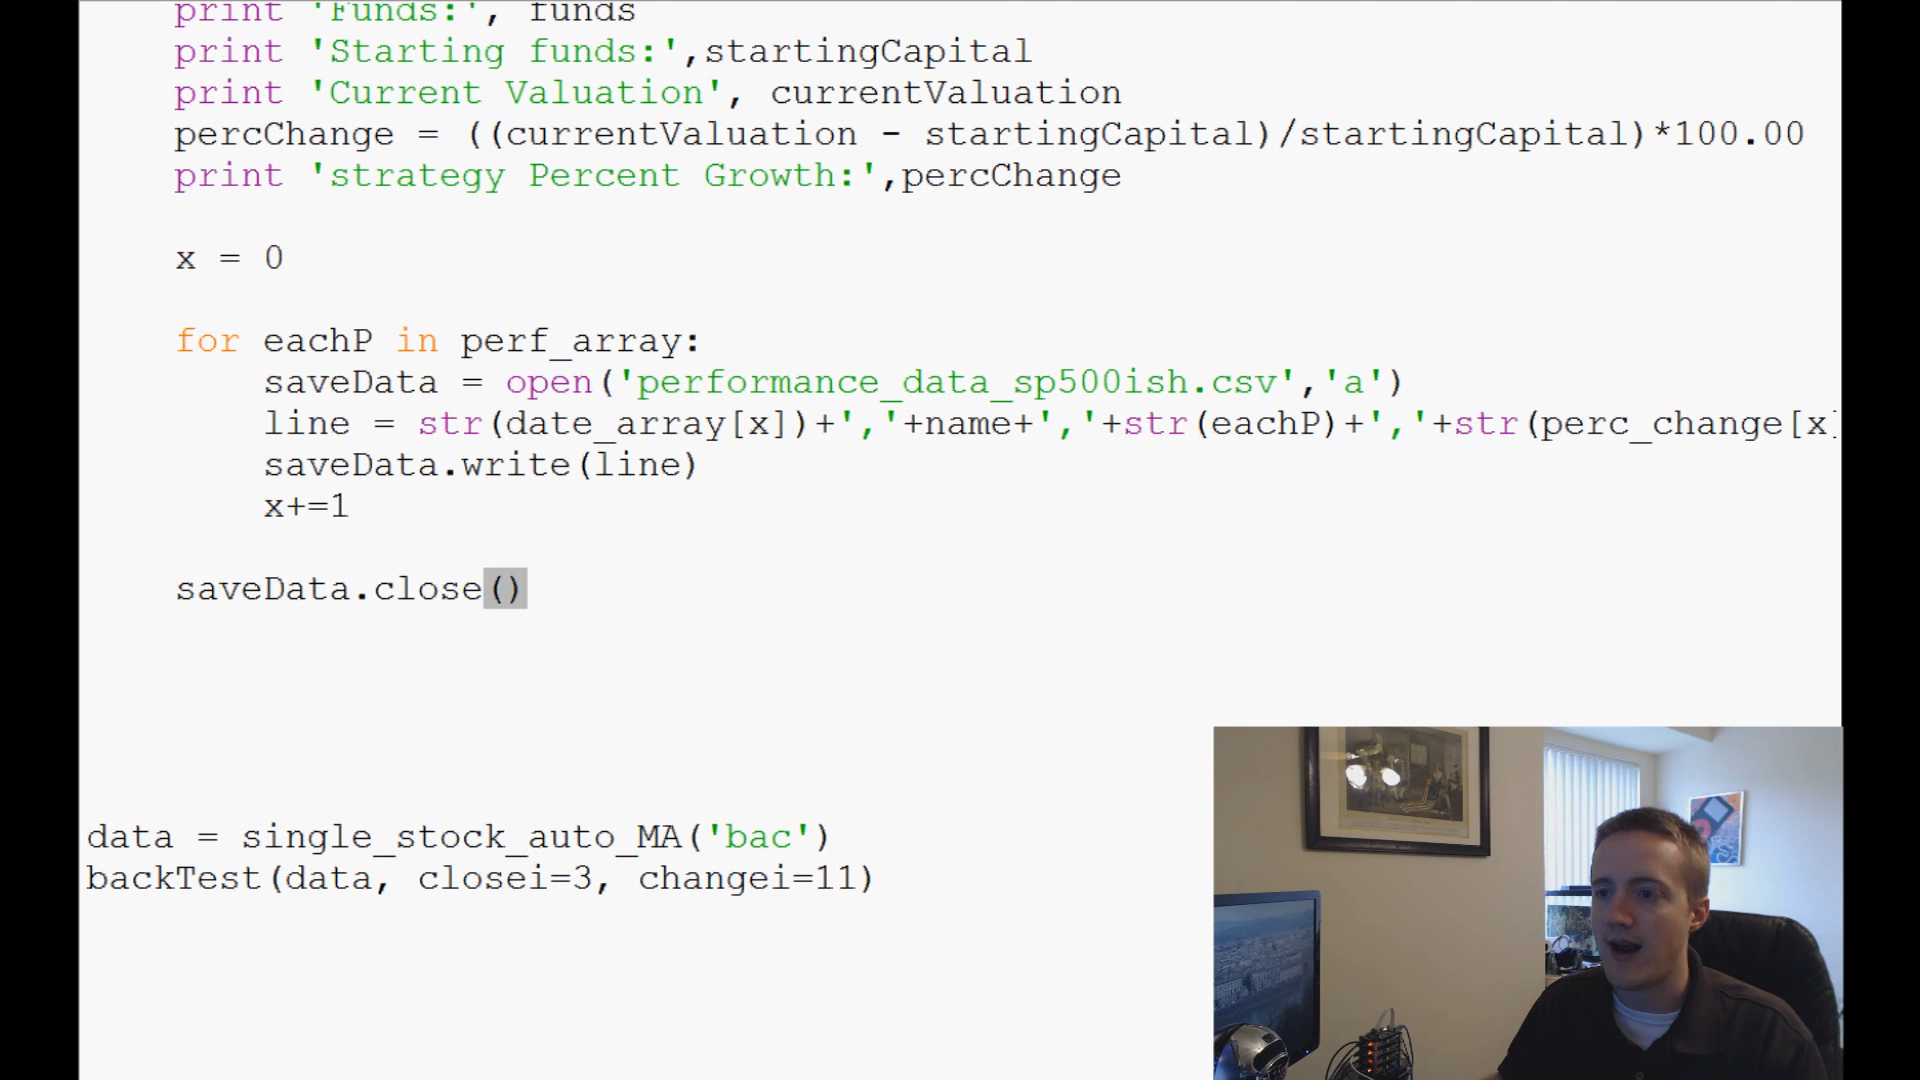 print 'Funds:', funds
print 'Starting funds:',startingCapital
print 'Current Valuation', currentValuation
percChange = ((currentValuation - startingCapital)/startingCapital)*100.00
print 'strategy Percent Growth:',percChange
x = 0
for eachP in perf_array:
saveData = open('performance_data_sp500ish.csv','a')
line = str(date_array[x])+','+name+','+str(eachP)+','+str(perc_change[x]
saveData.write(line)
x+=1
saveData.close()
data = single_stock_auto_MA('bac')
backTest(data, closei=3, changei=11)